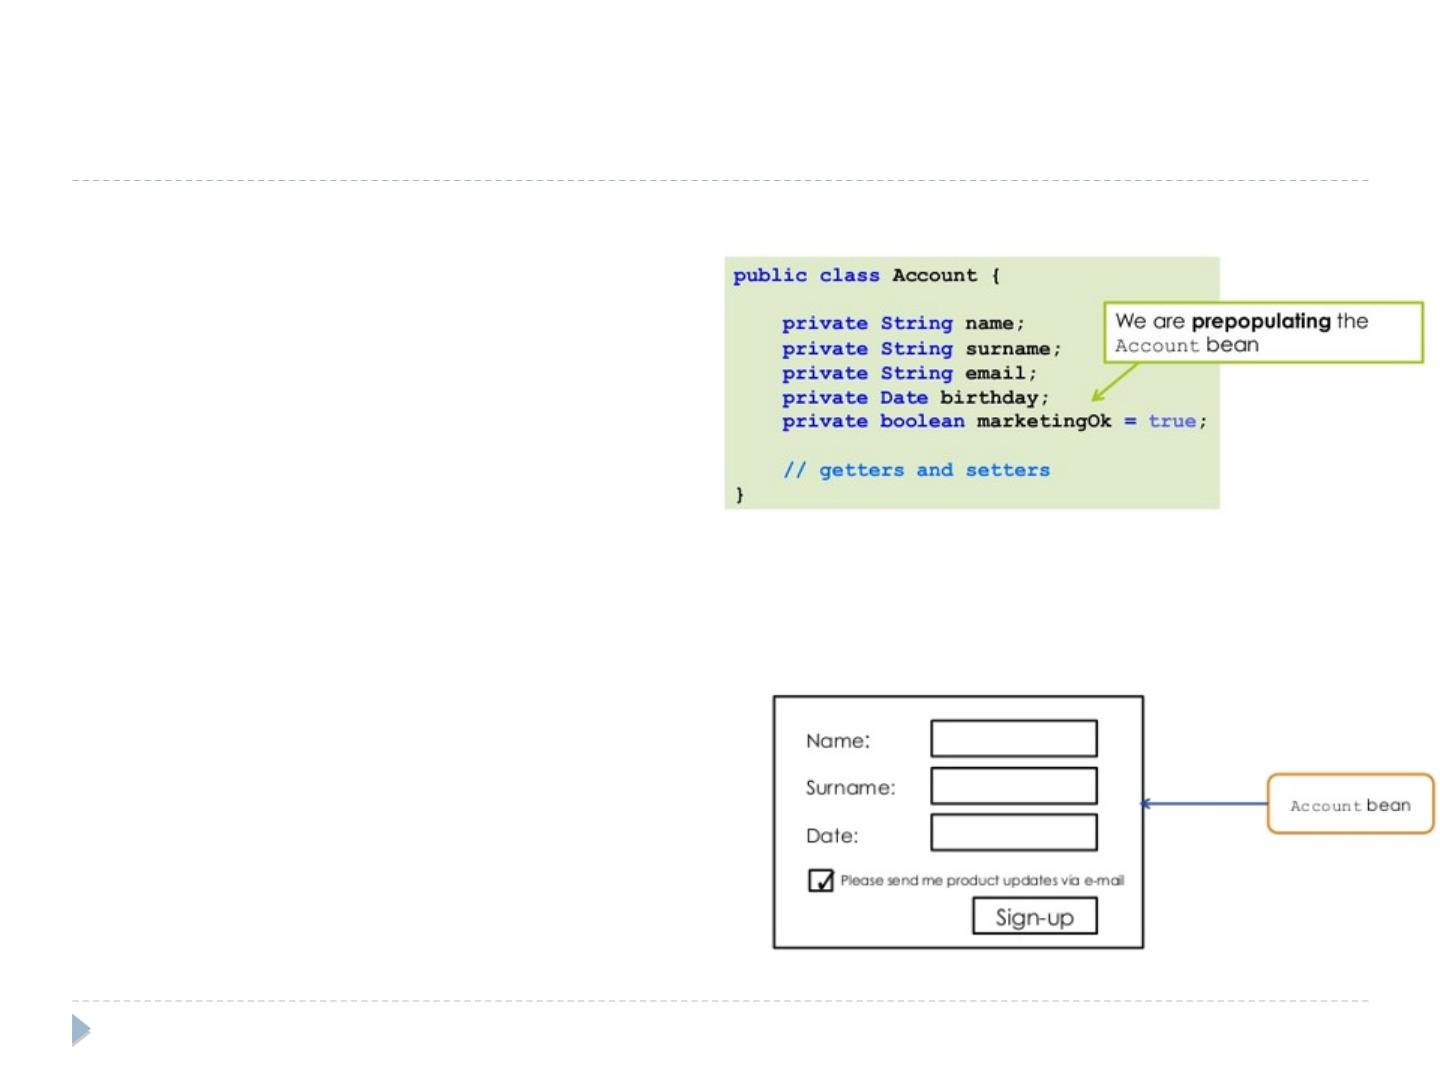 public class Account {
private String name;
private String surname;
private String email;
private Date birthday;
private boolean marketingOk = true;
// getters and setters
}
We are prepopulating the
Account bean
Name:
Surname:
Date:
Please send me product updates via e-mail
Sign-up
Account bean